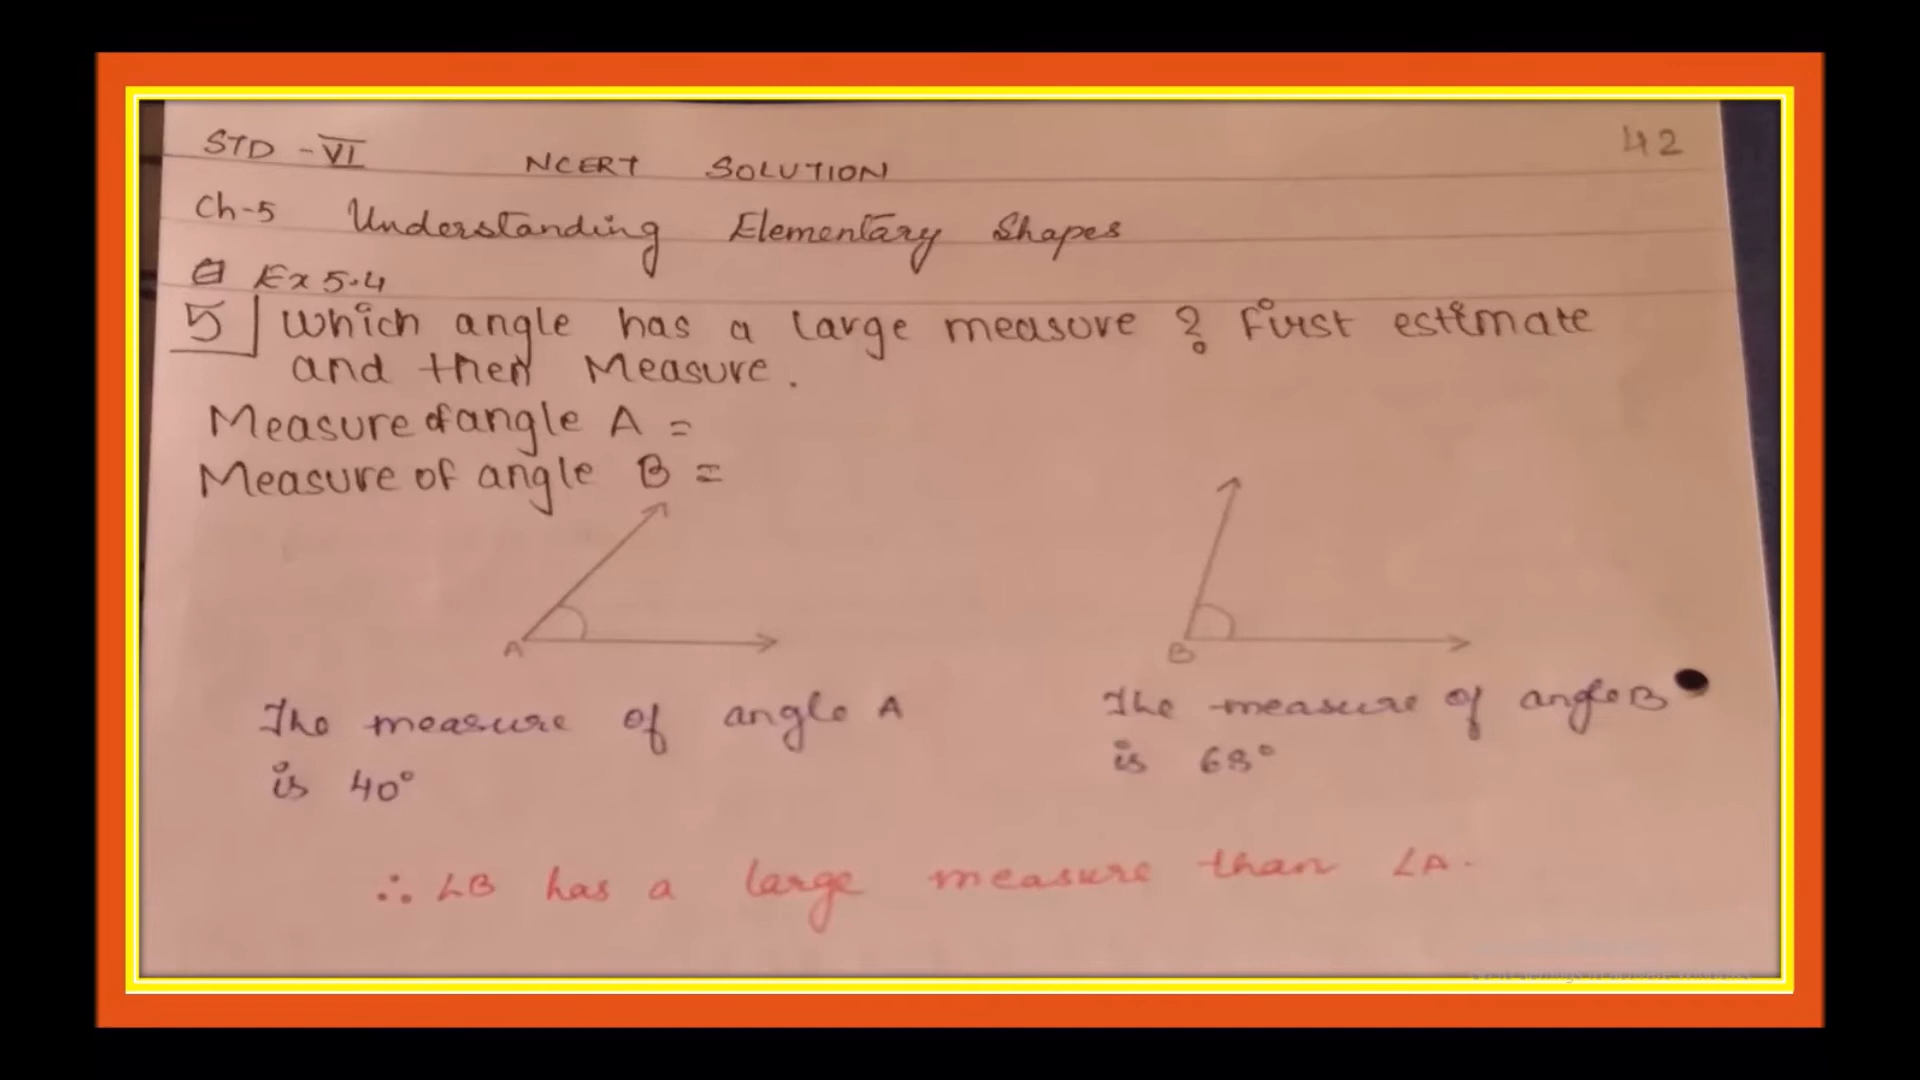 STD - VI
42
NCERT SOLUTION
Ch-5 Understanding Elementary Shapes
Ex 5.4
5 Which angle has a large measure ? First estimate
and then Measure.
Measure of angle A =
Measure of angle B =
A
B
The measure of angle A
is 40°
The measure of angle B
is 68°
∴ ∠B has a large measure than ∠A.